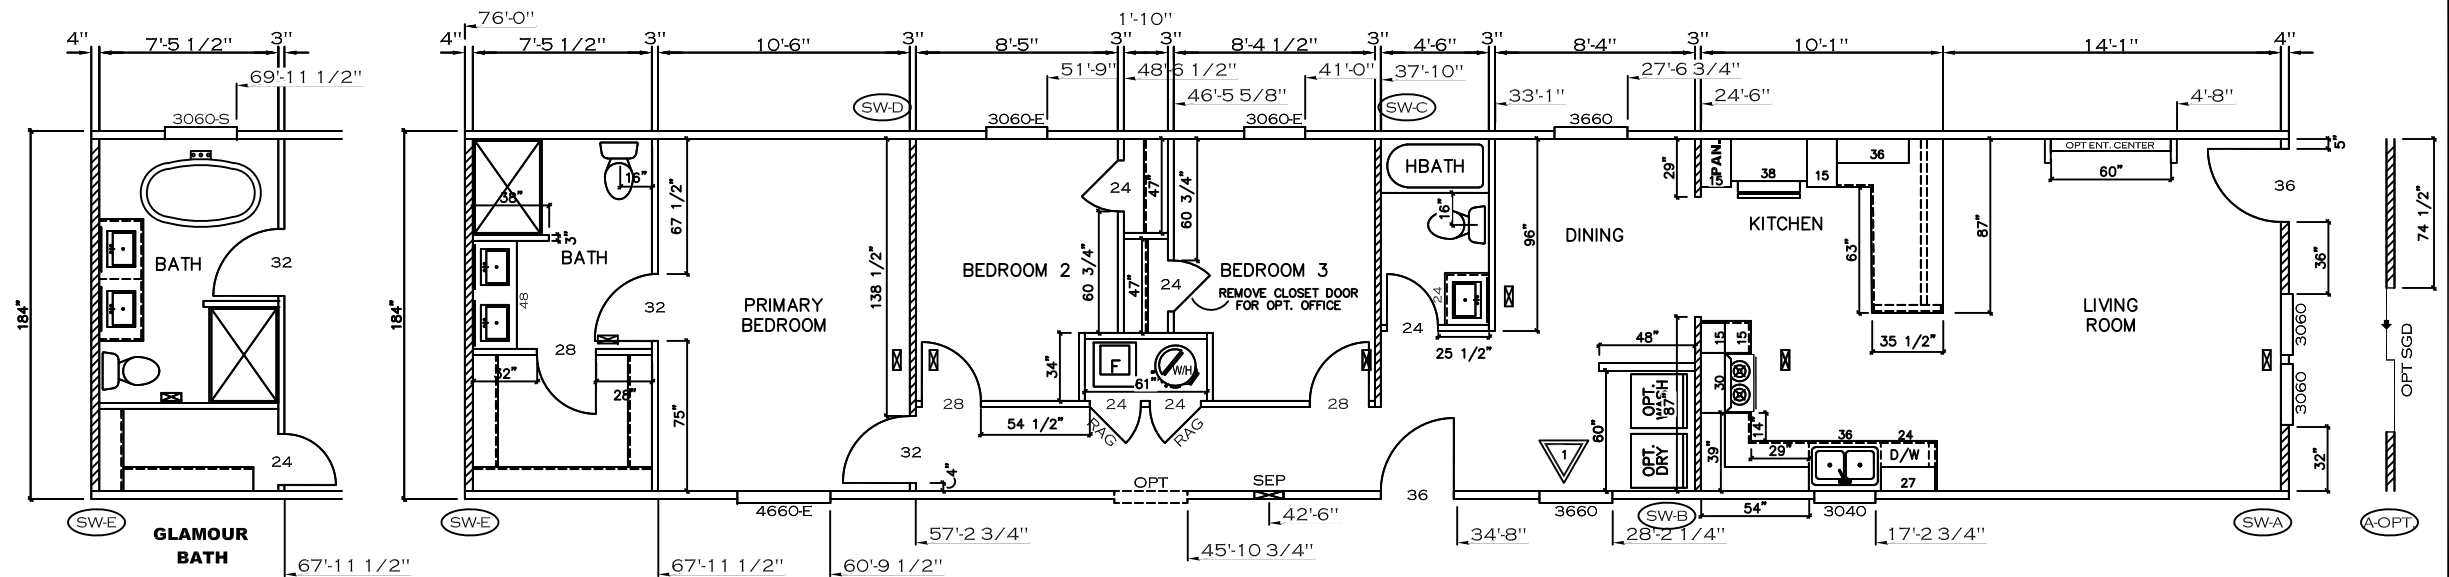 76'-0"
1'-10"
4" 7'-5 1/2" 3"
4" 7'-5 1/2" 3" 10'-6" 3" 8'-5" 3" 3" 8'-4 1/2" 3" 4'-6" 3" 8'-4" 3" 10'-1" 14'-1" 4"
69'-11 1/2"
51'-9" 48'-6 1/2" 41'-0" 37'-10" 27'-6 3/4"
46'-5 5/8" 33'-1" 24'-6" 4'-8"
SW-D SW-C
3060-S 3060-E 3060-E 3660
184"
BATH
32
24
SW-E
GLAMOUR
BATH
67'-11 1/2"
184"
38"
16"
3"
BATH
48
32
28
32"
28"
67 1/2"
75"
PRIMARY
BEDROOM
138 1/2"
32
4"
BEDROOM 2
60 3/4"
24
47"
47"
60 3/4"
24
BEDROOM 3
REMOVE CLOSET DOOR
FOR OPT. OFFICE
34"
F
W/H
61"
28
54 1/2"
24 24
RAG RAG
28
HBATH
16"
24
24
25 1/2"
96"
DINING
29"
PAN.
15
38
15
36
KITCHEN
63"
87"
35 1/2"
OPT ENT. CENTER
60"
5"
36
74 1/2"
36"
LIVING
ROOM
3060
3060
32"
OPT SGD
48"
60"
OPT.
WASH
87"
OPT.
DRY
15 15
30
14"
39"
29"
36 24
D/W
27
1
36
OPT
SEP
SW-E 4660-E 3660 SW-B 54" 3040 SW-A A-OPT.
42'-6"
57'-2 3/4" 34'-8" 28'-2 1/4" 17'-2 3/4"
45'-10 3/4"
67'-11 1/2" 60'-9 1/2"